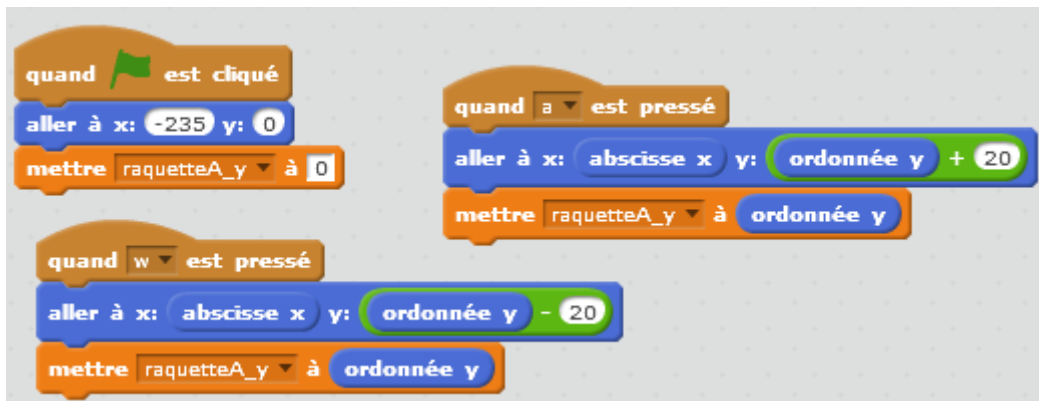 quand est cliqué
aller à x: -235 y: 0
mettre raquetteA_y à 0
quand a est pressé
aller à x: abscisse x y: ordonnée y + 20
mettre raquetteA_y à ordonnée y
quand w est pressé
aller à x: abscisse x y: ordonnée y - 20
mettre raquetteA_y à ordonnée y